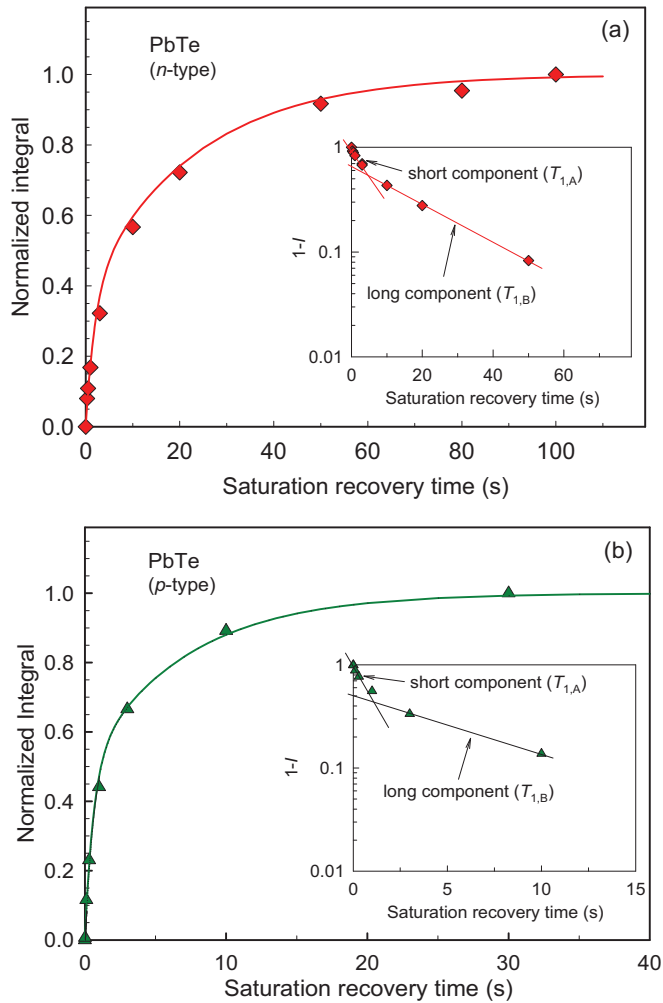 (a)
PbTe
(n-type)
1.0
0.8
0.6
0.4
0.2
0.0
Normalized integral
0 20 40 60 80 100
Saturation recovery time (s)
1
0.1
0.01
1-I
short component (T1,A)
long component (T1,B)
0 20 40 60
Saturation recovery time (s)
(b)
PbTe
(p-type)
1.0
0.8
0.6
0.4
0.2
0.0
Normalized Integral
0 10 20 30 40
Saturation recovery time (s)
1
0.1
0.01
1-I
short component (T1,A)
long component (T1,B)
0 5 10 15
Saturation recovery time (s)